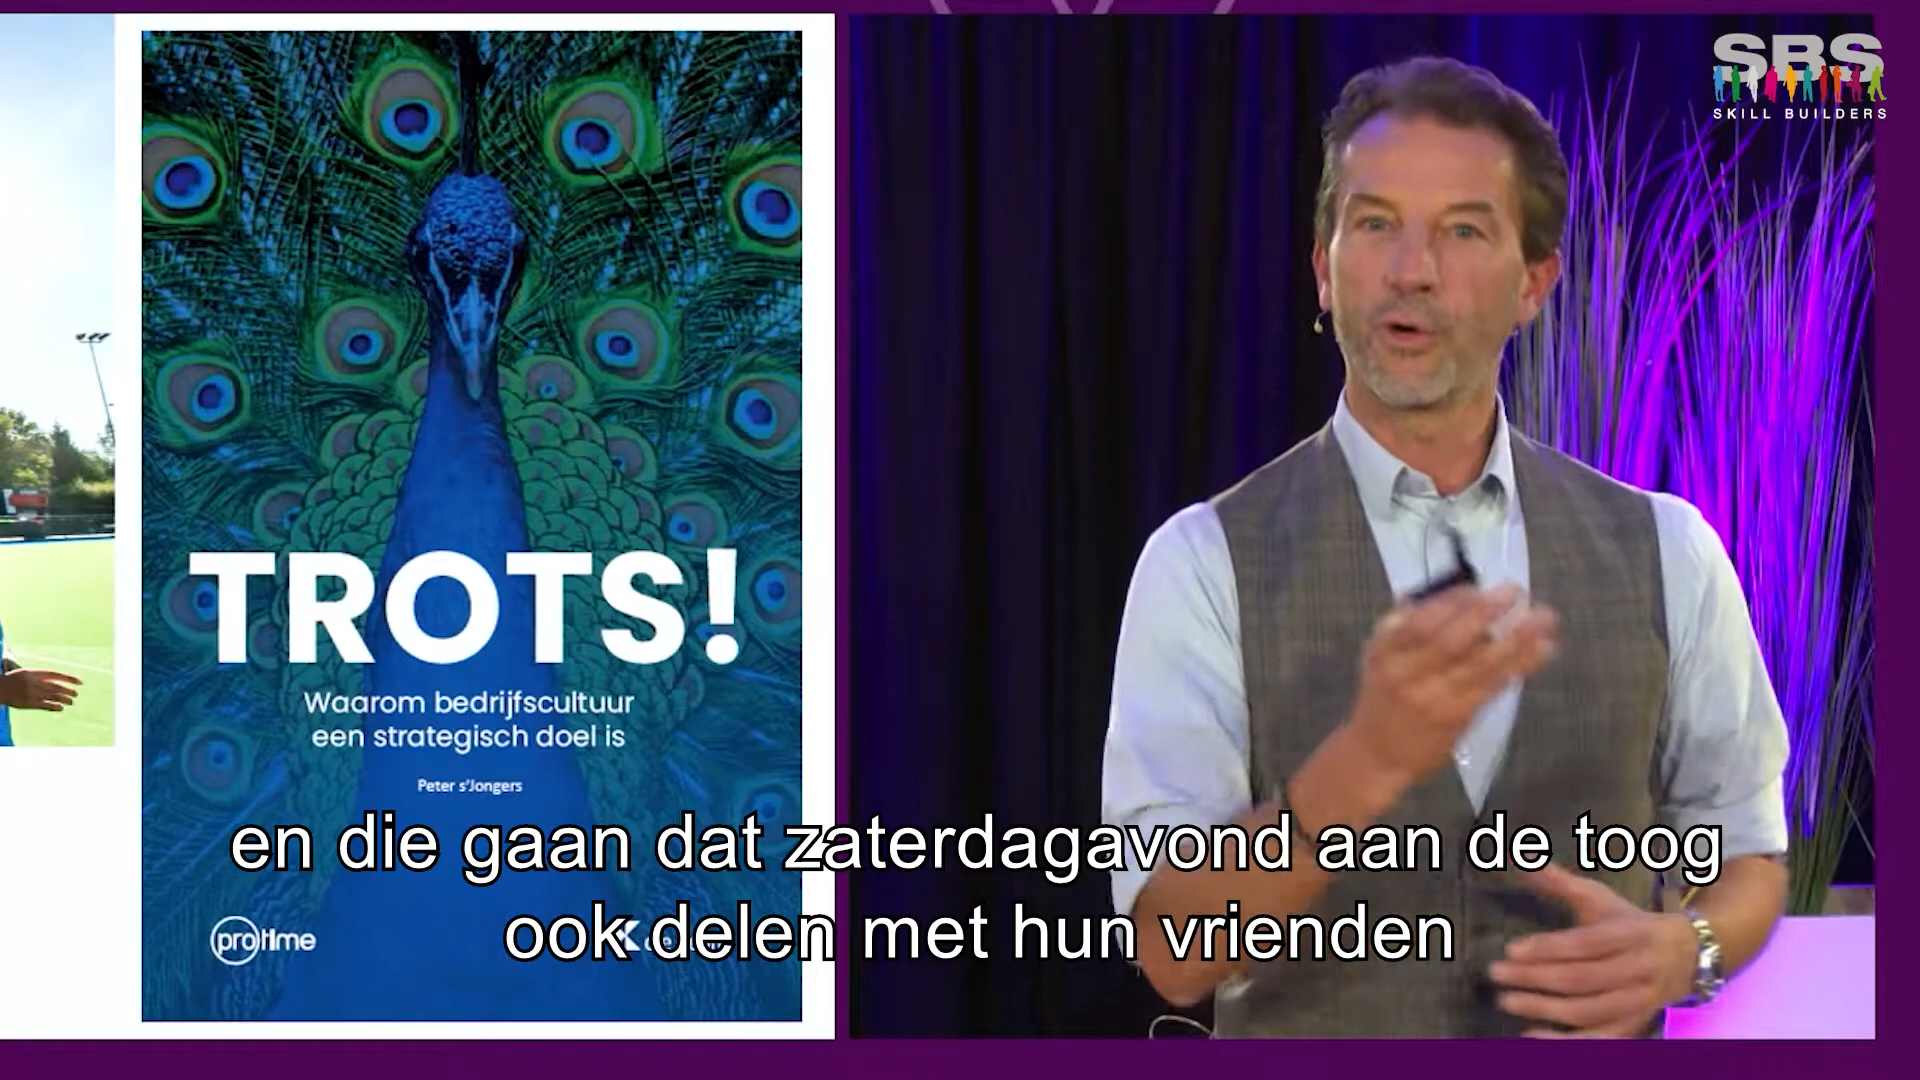 SBS
SKILL BUILDERS
TROTS!
Waarom bedrijfscultuur
een strategisch doel is
Peter s'Jongers
protime
en die gaan dat zaterdagavond aan de toog
ook delen met hun vrienden